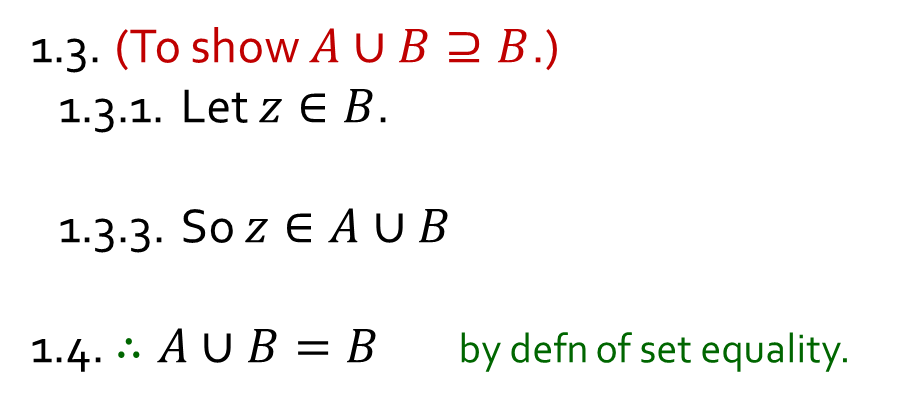 1.3. (To show A ∪ B ⊇ B.)
1.3.1. Let z ∈ B.
1.3.3. So z ∈ A ∪ B
1.4. ∴ A ∪ B = B by defn of set equality.